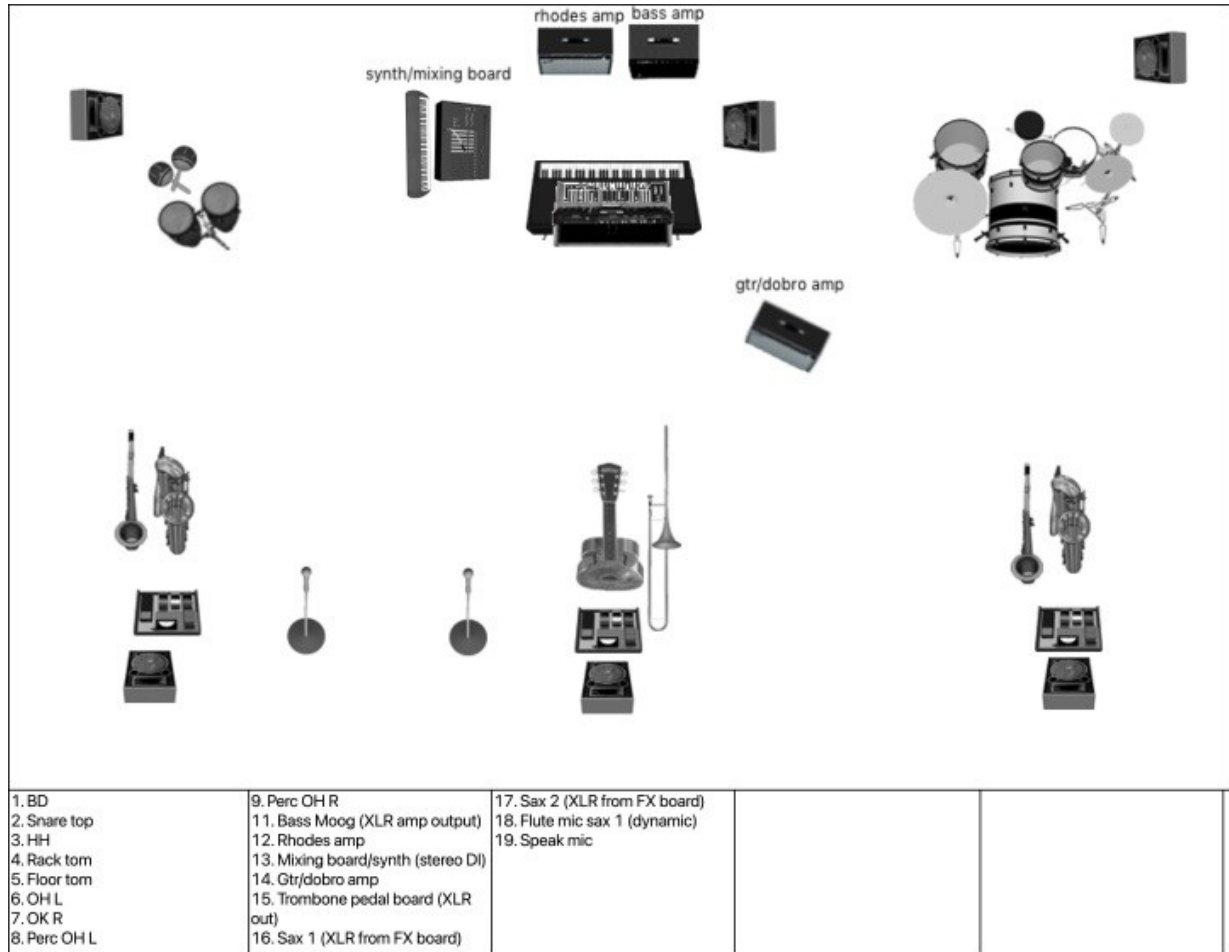 rhodes amp bass amp
synth/mixing board
gtr/dobro amp
1. BD
2. Snare top
3. HH
4. Rack tom
5. Floor tom
6. OH L
7. OK R
8. Perc OH L
9. Perc OH R
11. Bass Moog (XLR amp output)
12. Rhodes amp
13. Mixing board/synth (stereo DI)
14. Gtr/dobro amp
15. Trombone pedal board (XLR
out)
16. Sax 1 (XLR from FX board)
17. Sax 2 (XLR from FX board)
18. Flute mic sax 1 (dynamic)
19. Speak mic